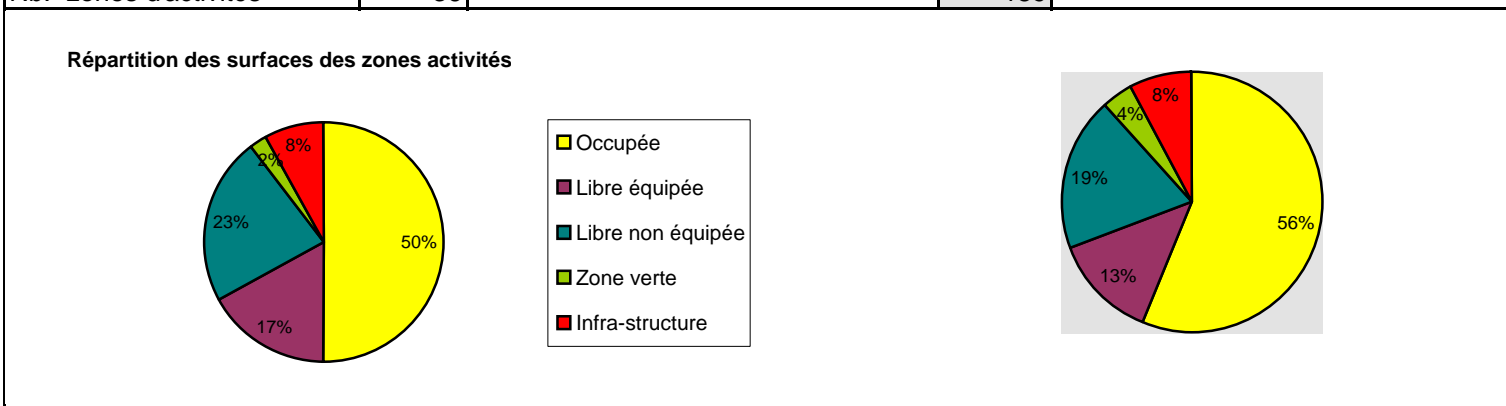 Répartition des surfaces des zones activités
8%
2%
23%
50%
17%
Occupée
Libre équipée
Libre non équipée
Zone verte
Infra-structure
8%
4%
19%
56%
13%